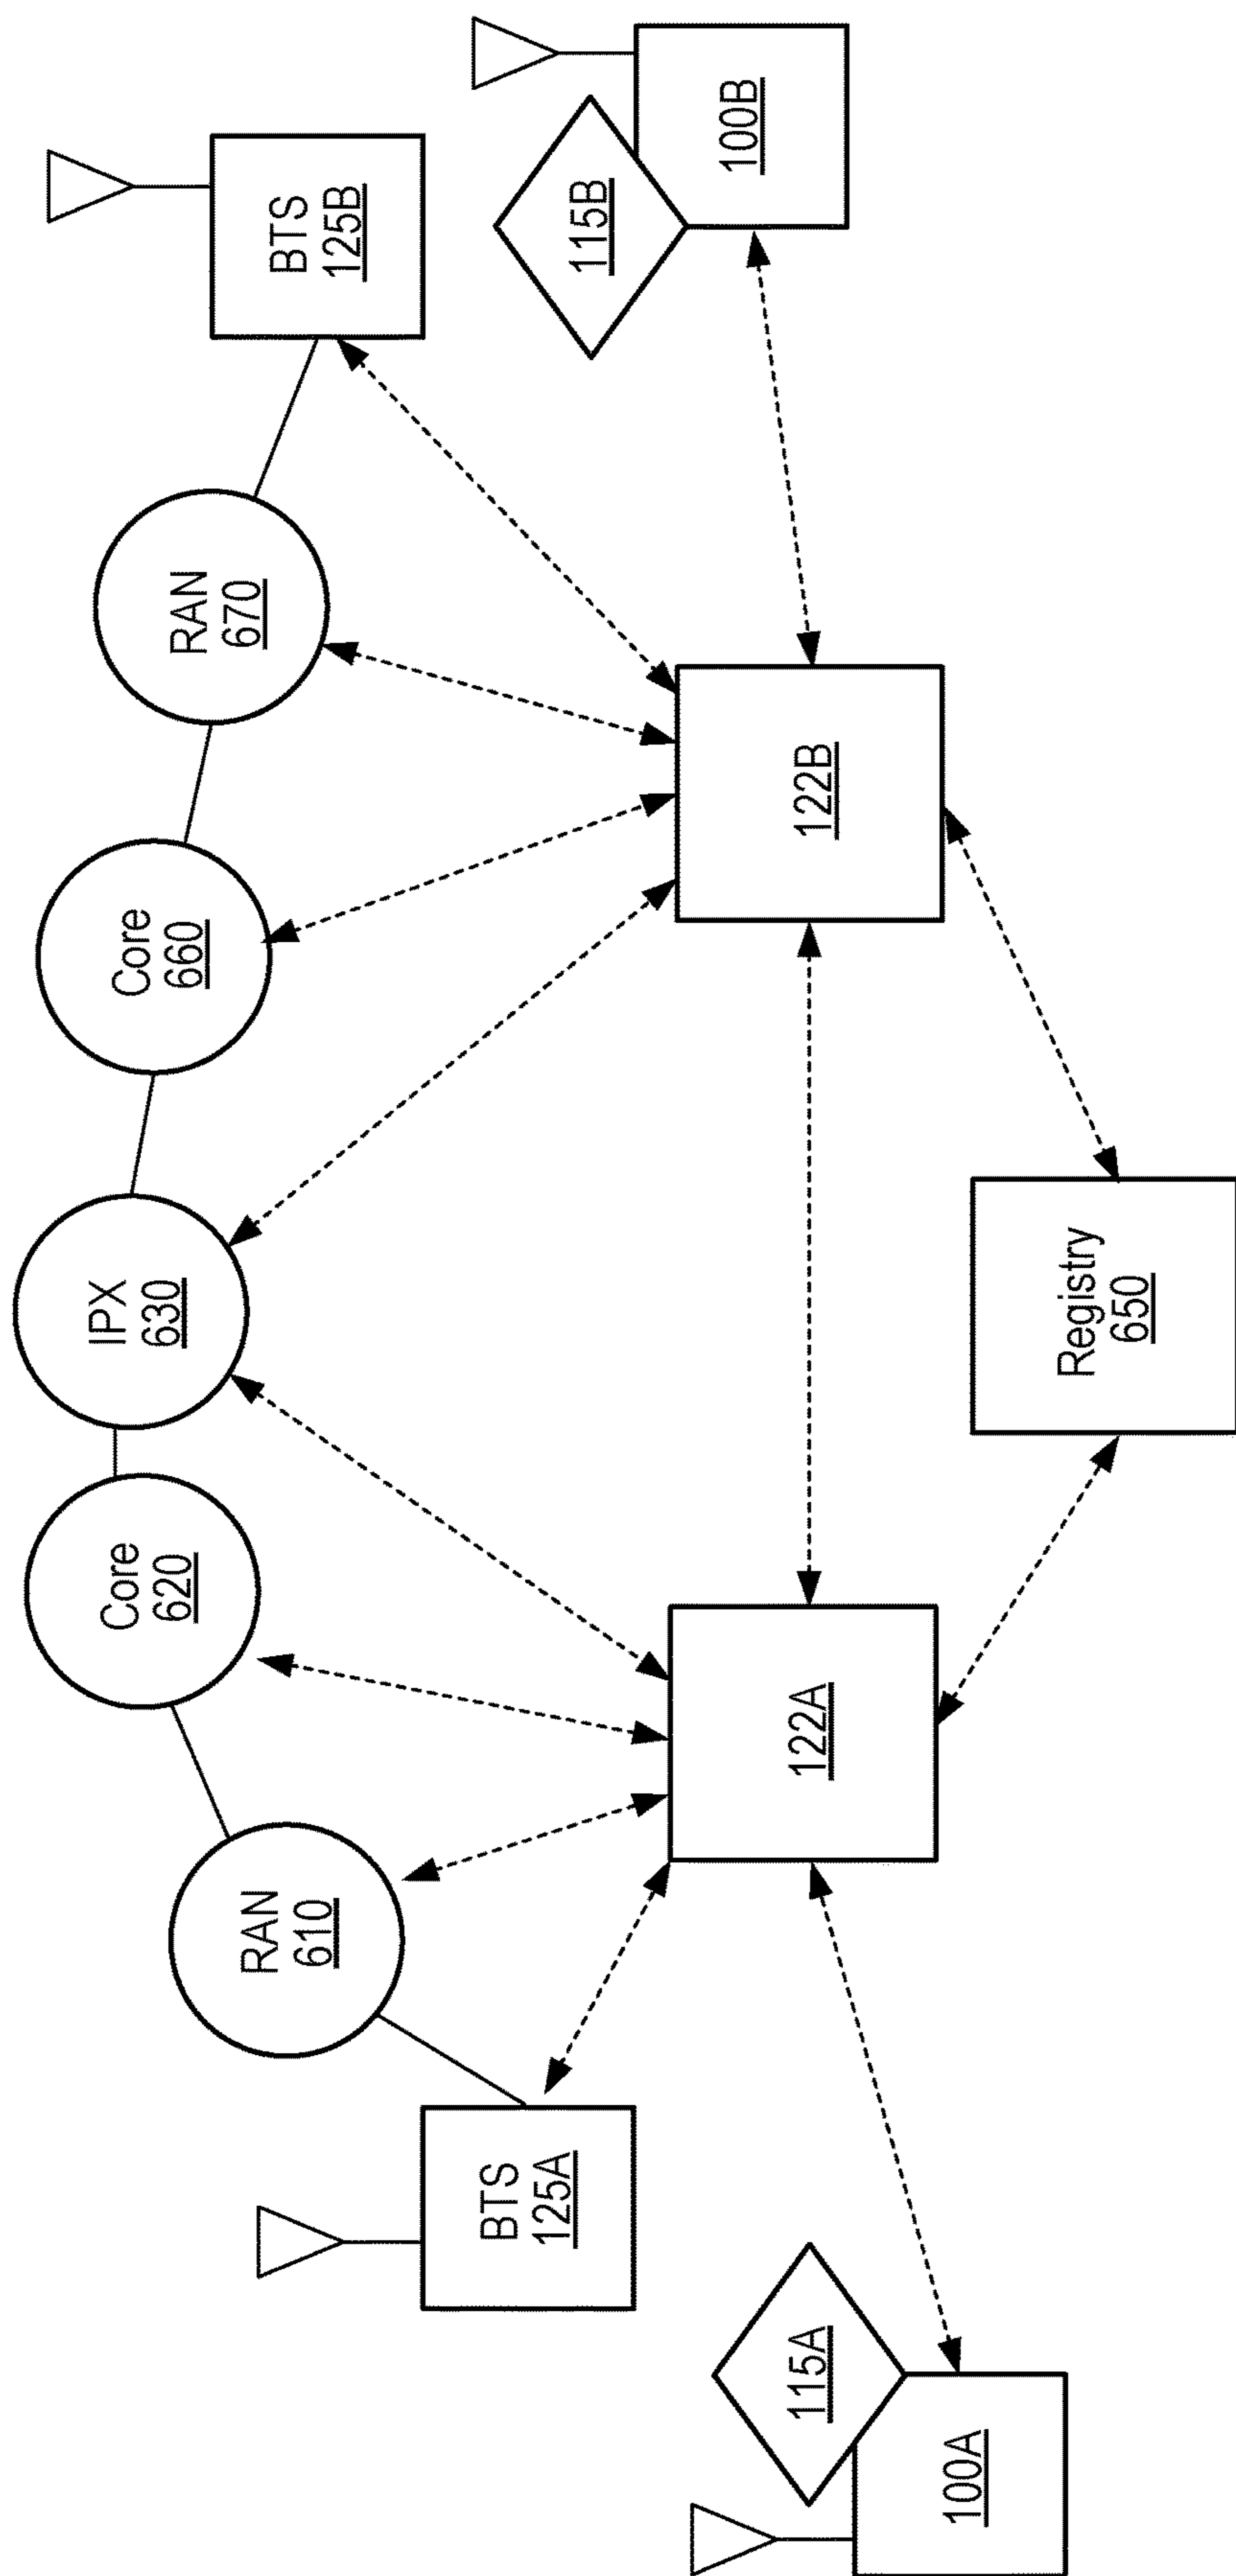 IPX
630
Core
620
Core
660
RAN
610
RAN
670
BTS
125A
BTS
125B
115A
100A
115B
100B
122A
122B
Registry
650